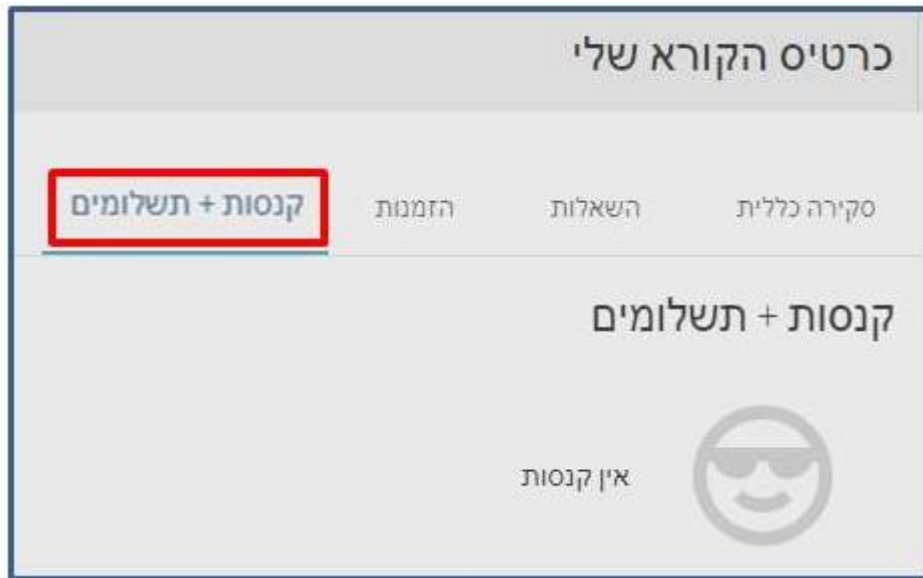 כרטיס הקורא שלי
סקירה כללית השאלות הזמנות קנסות + תשלומים
קנסות + תשלומים
אין קנסות